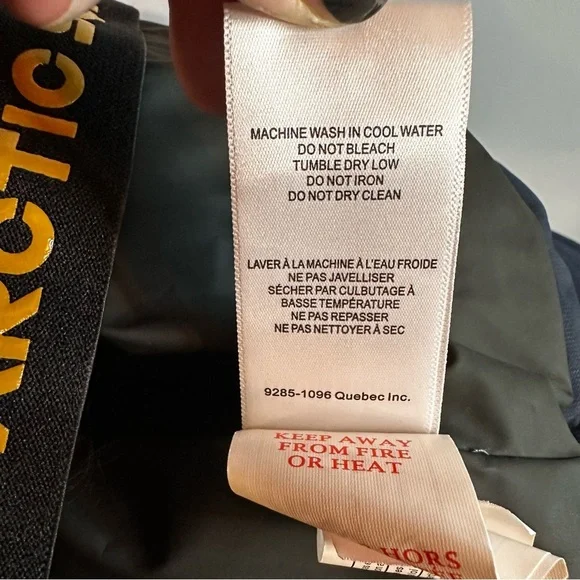 ARCTIC
MACHINE WASH IN COOL WATER
DO NOT BLEACH
TUMBLE DRY LOW
DO NOT IRON
DO NOT DRY CLEAN
LAVER À LA MACHINE À L'EAU FROIDE
NE PAS JAVELLISER
SÉCHER PAR CULBUTAGE À
BASSE TEMPÉRATURE
NE PAS REPASSER
NE PAS NETTOYER À SEC
9285-1096 Quebec Inc.
KEEP AWAY
FROM FIRE
OR HEAT
HORS